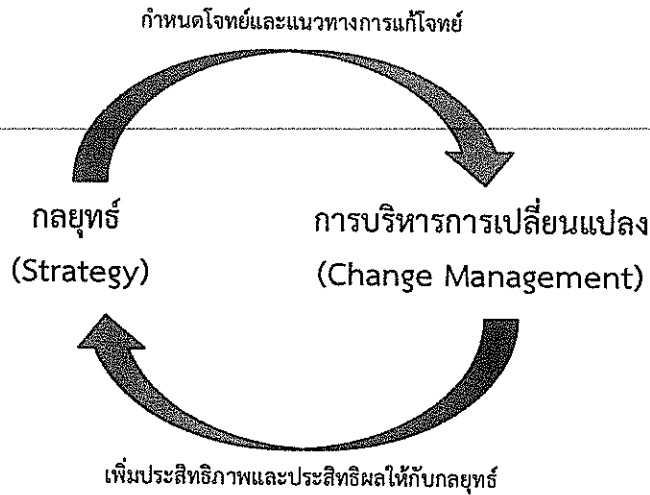 กำหนดโจทย์และแนวทางการแก้โจทย์
กลยุทธ์
(Strategy)
การบริหารการเปลี่ยนแปลง
(Change Management)
เพิ่มประสิทธิภาพและประสิทธิผลให้กับกลยุทธ์